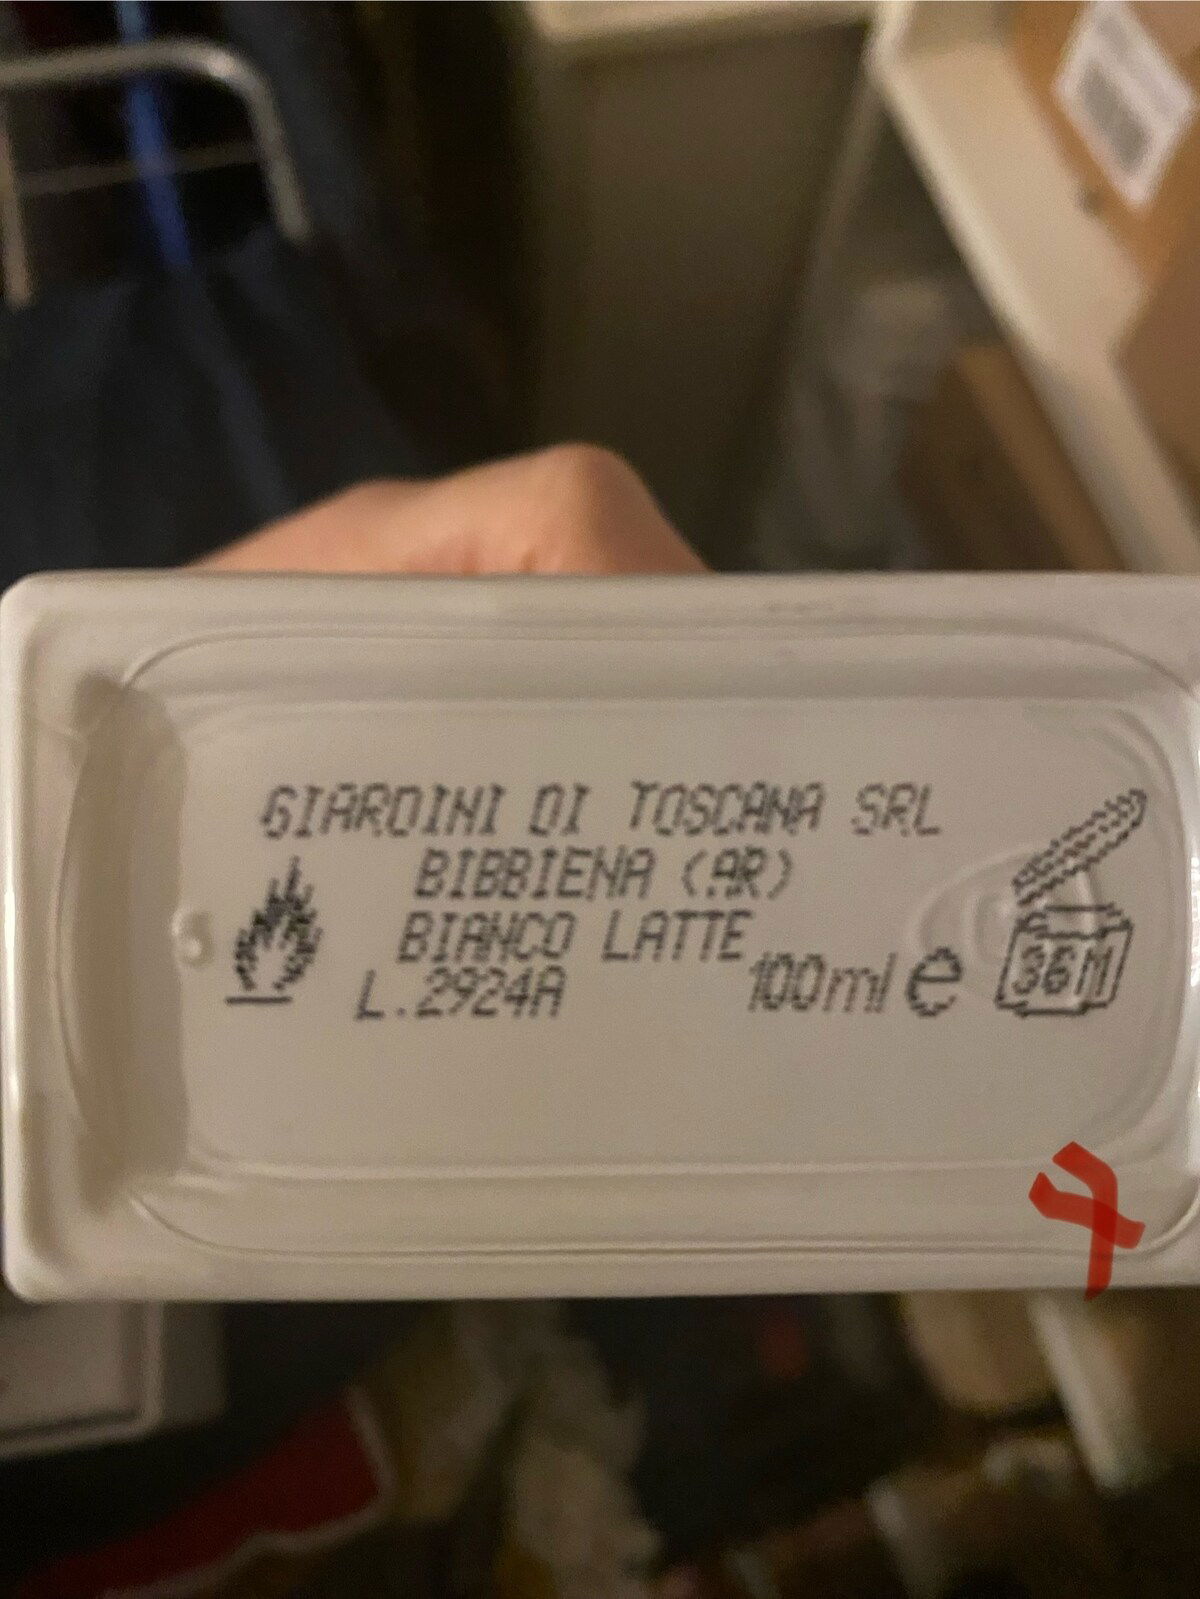 GIARDINI DI TOSCANA SRL
BIBBIENA (AR)
BIANCO LATTE
L.2924A
100ml e
36M